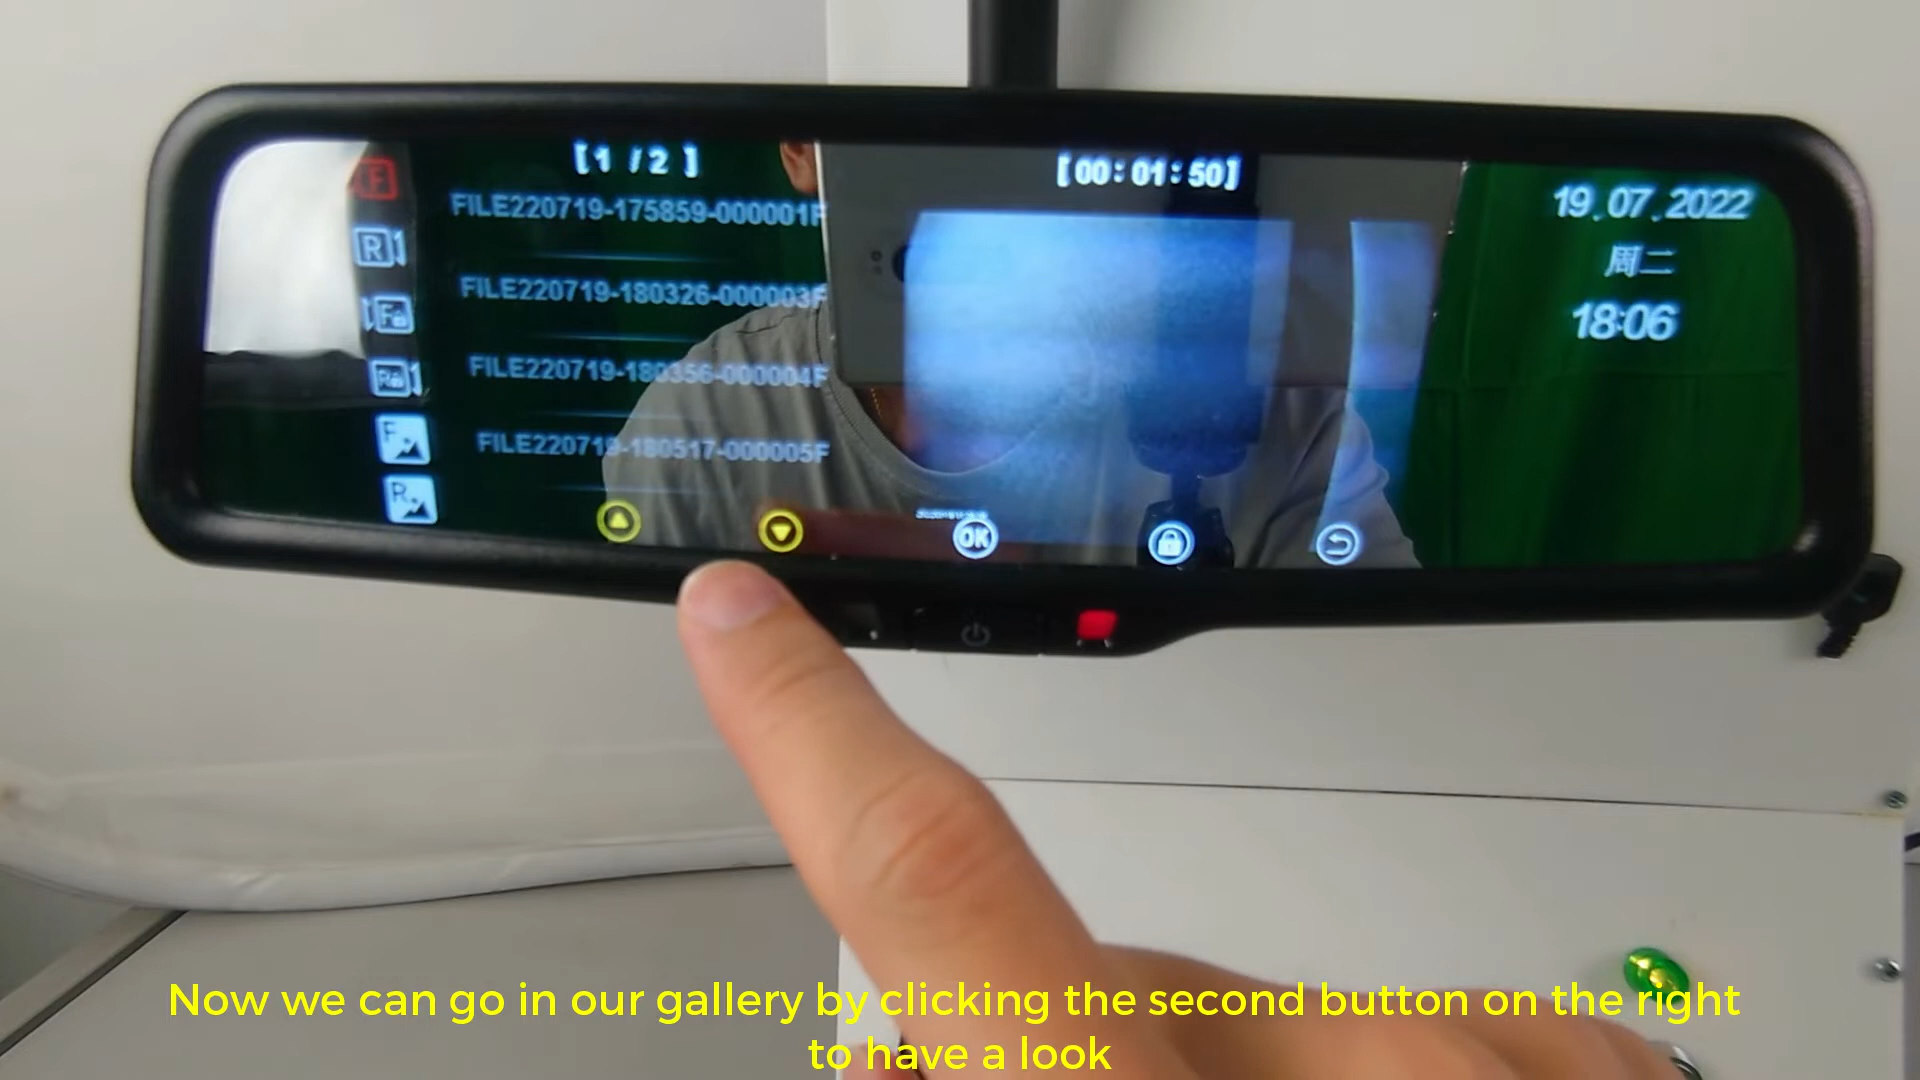 [1 /2 ]
[00:01:50]
F
R
F
R
F
R
FILE220719-175859-000001F
FILE220719-180326-000003F
FILE220719-180356-000004F
FILE220719-180517-000005F
OK
19.07.2022
周二
18:06
Now we can go in our gallery by clicking the second button on the right
to have a look